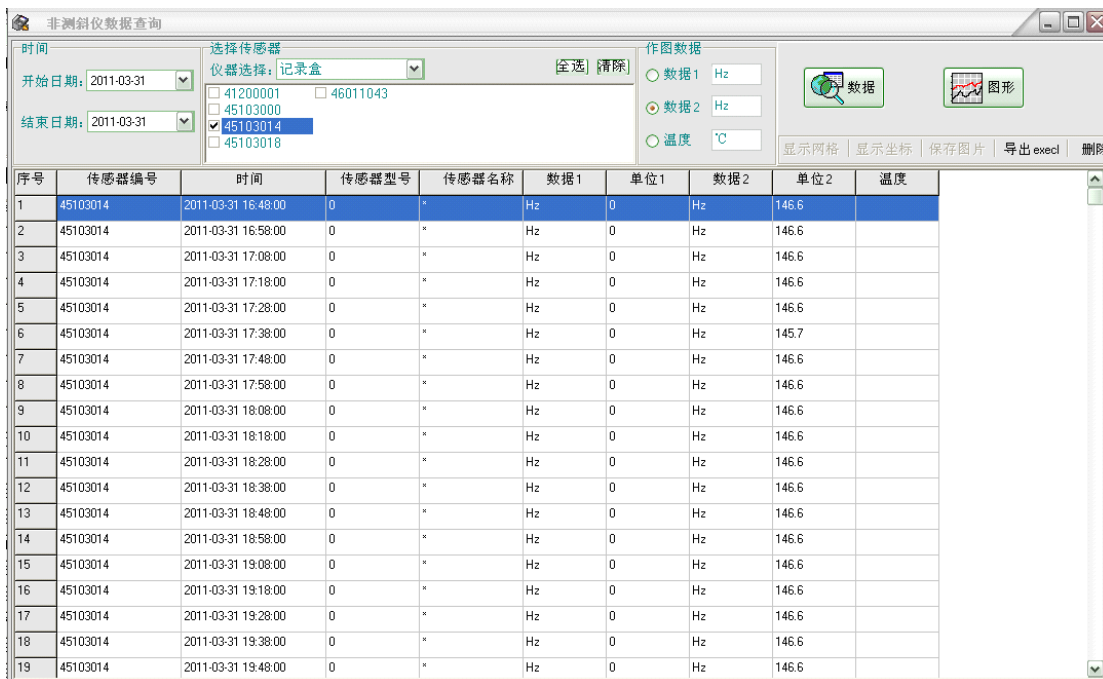 非测斜仪数据查询
时间
开始日期: 2011-03-31
结束日期: 2011-03-31
选择传感器
仪器选择: 记录盒 全选 清除
41200001 46011043
45103000
45103014
45103018
作图数据
数据1 Hz
数据2 Hz
温度 ℃
数据 图形
显示网格 显示坐标 保存图片 导出execl 删除
序号 传感器编号 时间 传感器型号 传感器名称 数据1 单位1 数据2 单位2 温度
1 45103014 2011-03-31 16:48:00 0 * Hz 0 Hz 146.6
2 45103014 2011-03-31 16:58:00 0 * Hz 0 Hz 146.6
3 45103014 2011-03-31 17:08:00 0 * Hz 0 Hz 146.6
4 45103014 2011-03-31 17:18:00 0 * Hz 0 Hz 146.6
5 45103014 2011-03-31 17:28:00 0 * Hz 0 Hz 146.6
6 45103014 2011-03-31 17:38:00 0 * Hz 0 Hz 145.7
7 45103014 2011-03-31 17:48:00 0 * Hz 0 Hz 146.6
8 45103014 2011-03-31 17:58:00 0 * Hz 0 Hz 146.6
9 45103014 2011-03-31 18:08:00 0 * Hz 0 Hz 146.6
10 45103014 2011-03-31 18:18:00 0 * Hz 0 Hz 146.6
11 45103014 2011-03-31 18:28:00 0 * Hz 0 Hz 146.6
12 45103014 2011-03-31 18:38:00 0 * Hz 0 Hz 146.6
13 45103014 2011-03-31 18:48:00 0 * Hz 0 Hz 146.6
14 45103014 2011-03-31 18:58:00 0 * Hz 0 Hz 146.6
15 45103014 2011-03-31 19:08:00 0 * Hz 0 Hz 146.6
16 45103014 2011-03-31 19:18:00 0 * Hz 0 Hz 146.6
17 45103014 2011-03-31 19:28:00 0 * Hz 0 Hz 146.6
18 45103014 2011-03-31 19:38:00 0 * Hz 0 Hz 146.6
19 45103014 2011-03-31 19:48:00 0 * Hz 0 Hz 146.6